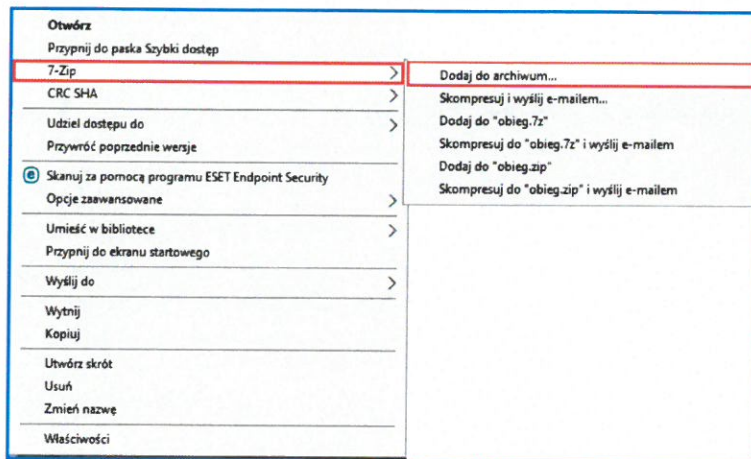 Otwórz
Przypnij do paska Szybki dostęp
7-Zip
CRC SHA
Udziel dostępu do
Przywróć poprzednie wersje
Skanuj za pomocą programu ESET Endpoint Security
Opcje zaawansowane
Umieść w bibliotece
Przypnij do ekranu startowego
Wyślij do
Wytnij
Kopiuj
Utwórz skrót
Usuń
Zmień nazwę
Właściwości
Dodaj do archiwum...
Skompresuj i wyślij e-mailem...
Dodaj do "obieg.7z"
Skompresuj do "obieg.7z" i wyślij e-mailem
Dodaj do "obieg.zip"
Skompresuj do "obieg.zip" i wyślij e-mailem